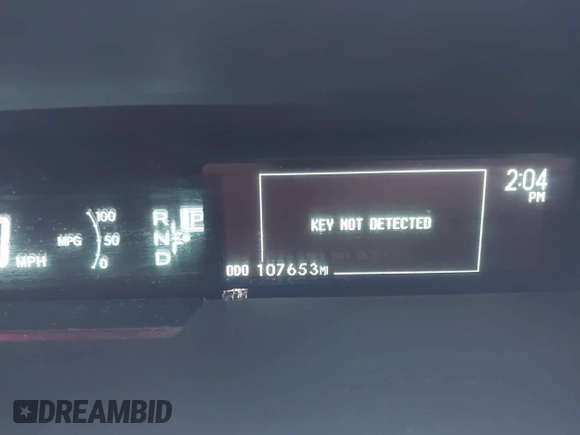 2:04
PM
100
MPG 50
0
R
N
D
P
MPH
KEY NOT DETECTED
ODO 107653MI
DREAMBID